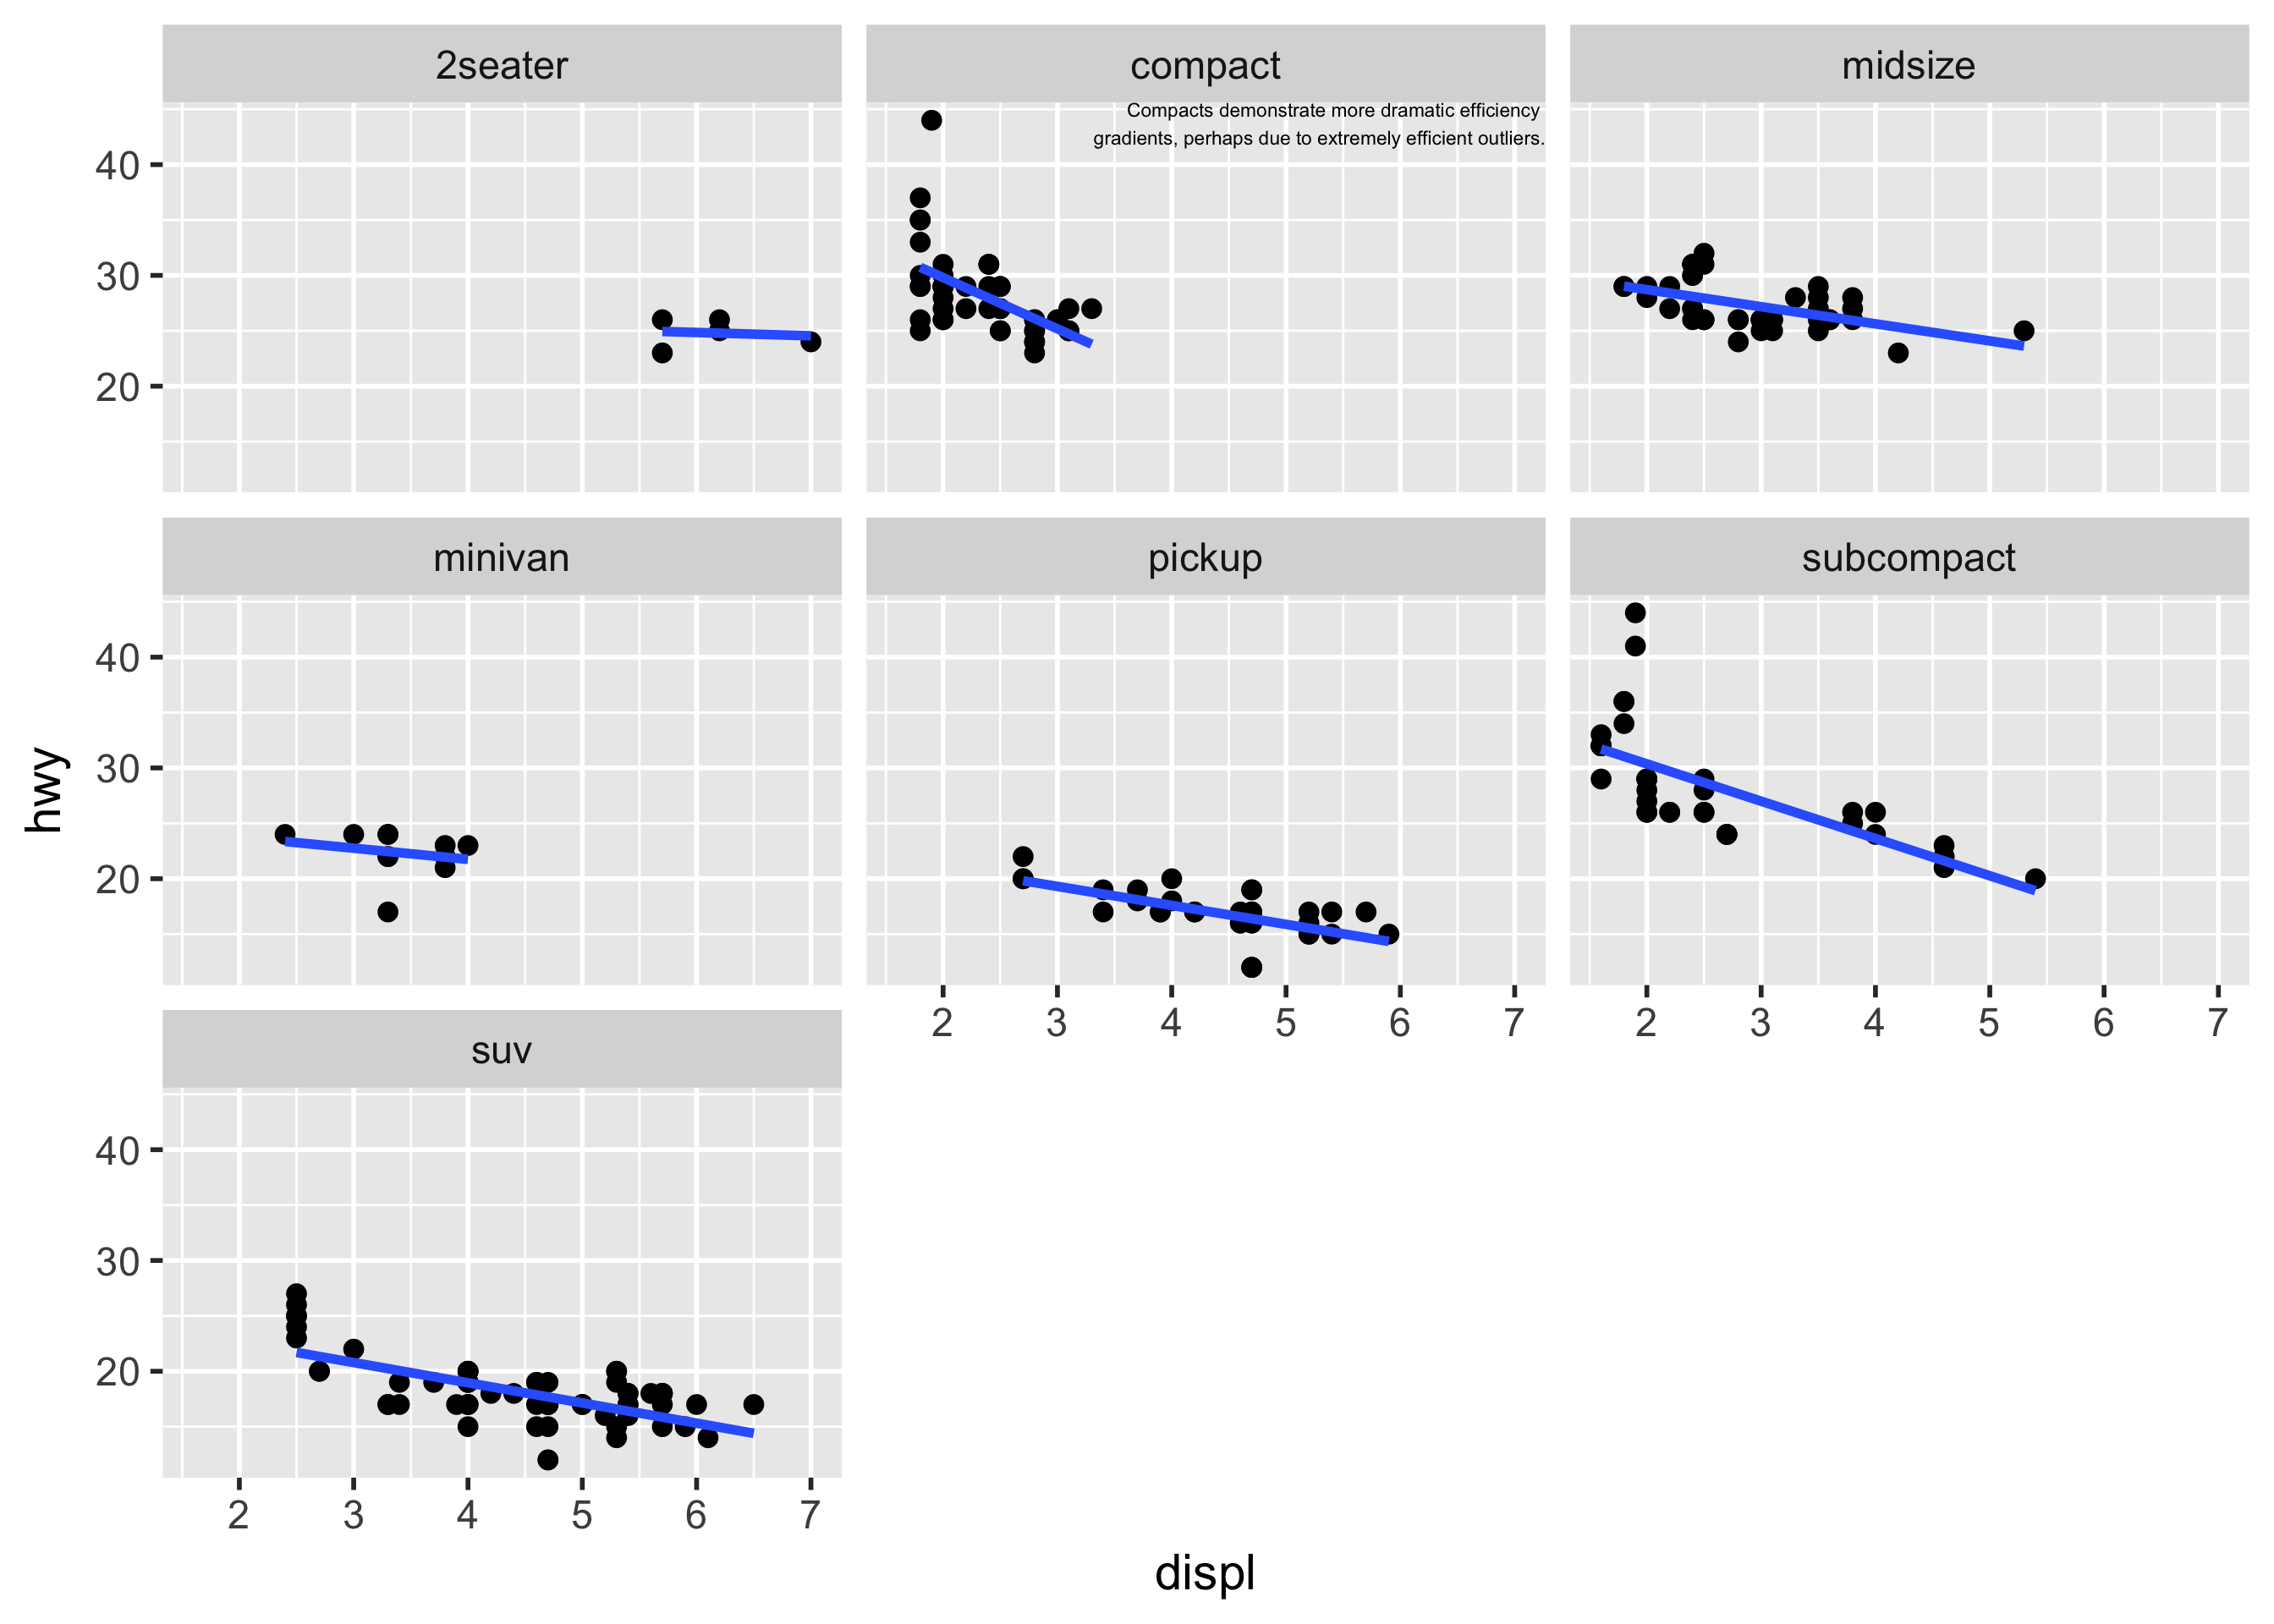 2seater
compact
midsize
Compacts demonstrate more dramatic efficiency
gradients, perhaps due to extremely efficient outliers.
40
30
20
minivan
pickup
subcompact
40
30
20
2 3 4 5 6 7
2 3 4 5 6 7
suv
40
30
20
2 3 4 5 6 7
hwy
displ